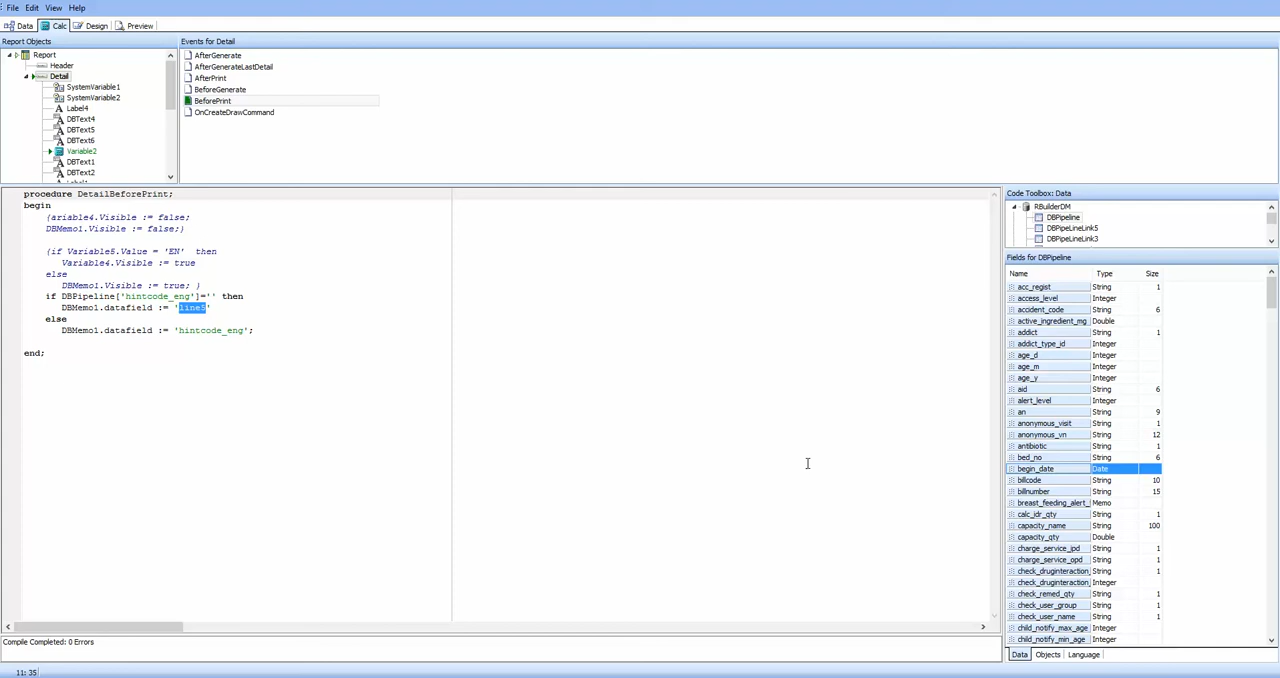 File Edit View Help
Data Calc Design Preview
Report Objects
Report
Header
Detail
SystemVariable1
SystemVariable2
Label4
DBText4
DBText5
DBText6
Variable2
DBText1
DBText2
Events for Detail
AfterGenerate
AfterGenerateLastDetail
AfterPrint
BeforeGenerate
BeforePrint
OnCreateDrawCommand
procedure DetailBeforePrint;
begin
{ariable4.Visible := false;
DBMemo1.Visible := false;}
{if Variable5.Value = 'EN' then
Variable4.Visible := true
else
DBMemo1.Visible := true; }
if DBPipeline['hintcode_eng']='' then
DBMemo1.datafield := 'line5'
else
DBMemo1.datafield := 'hintcode_eng';
end;
Code Toolbox: Data
RBuilderDM
DBPipeline
DBPipeLineLink5
DBPipeLineLink3
Fields for DBPipeline
Name Type Size
acc_regist String 1
access_level Integer
accident_code String 6
active_ingredient_mg Double
addict String 1
addict_type_id Integer
age_d Integer
age_m Integer
age_y Integer
aid String 6
alert_level Integer
an String 9
anonymous_visit String 1
anonymous_vn String 12
antibiotic String 1
bed_no String 6
begin_date Date
billcode String 10
billnumber String 15
breast_feeding_alert_ Memo
calc_idr_qty String 1
capacity_name String 100
capacity_qty Double
charge_service_ipd String 1
charge_service_opd String 1
check_druginteraction_ String 1
check_druginteraction_ Integer
check_remed_qty String 1
check_user_group String 1
check_user_name String 1
child_notify_max_age Integer
child_notify_min_age Integer
Data Objects Language
Compile Completed: 0 Errors
11: 35